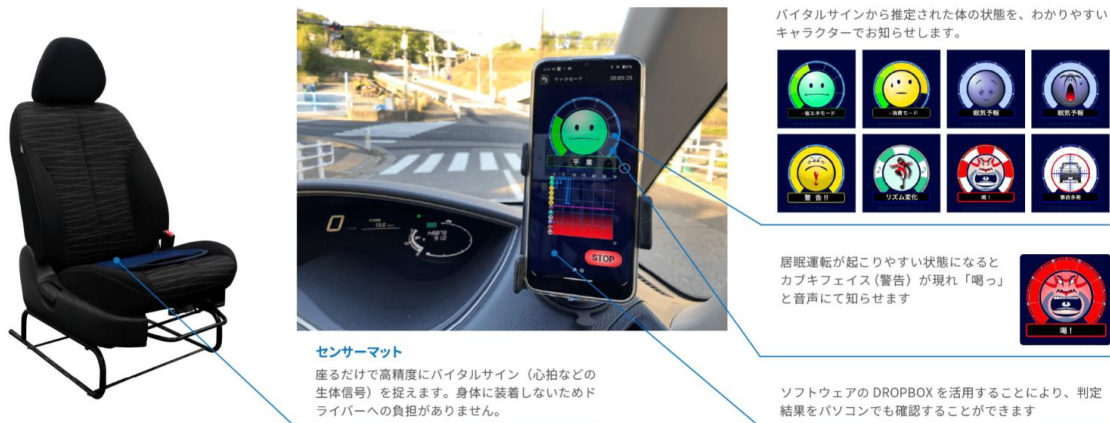 バイタルサインから推定された体の状態を、わかりやすい
キャラクターでお知らせします。
省エネモード
消費モード
眠気予報
眠気予報
警告!!
リズム変化
喝!
事故多発
平常
STOP
居眠運転が起こりやすい状態になると
カブキフェイス（警告）が現れ「喝っ」
と音声にて知らせます
喝!
センサーマット
座るだけで高精度にバイタルサイン（心拍などの
生体信号）を捉えます。身体に装着しないためド
ライバーへの負担がありません。
ソフトウェアの DROPBOX を活用することにより、判定
結果をパソコンでも確認することができます